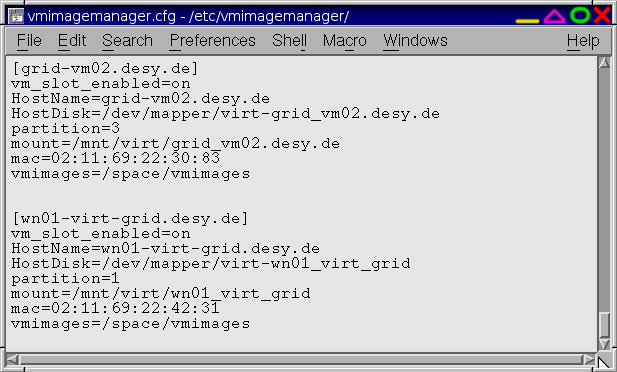 vmimagemanager.cfg - /etc/vmimagemanager/
File Edit Search Preferences Shell Macro Windows Help
[grid-vm02.desy.de]
vm_slot_enabled=on
HostName=grid-vm02.desy.de
HostDisk=/dev/mapper/virt-grid_vm02.desy.de
partition=3
mount=/mnt/virt/grid_vm02.desy.de
mac=02:11:69:22:30:83
vmimages=/space/vmimages
[wn01-virt-grid.desy.de]
vm_slot_enabled=on
HostName=wn01-virt-grid.desy.de
HostDisk=/dev/mapper/virt-wn01_virt_grid
partition=1
mount=/mnt/virt/wn01_virt_grid
mac=02:11:69:22:42:31
vmimages=/space/vmimages